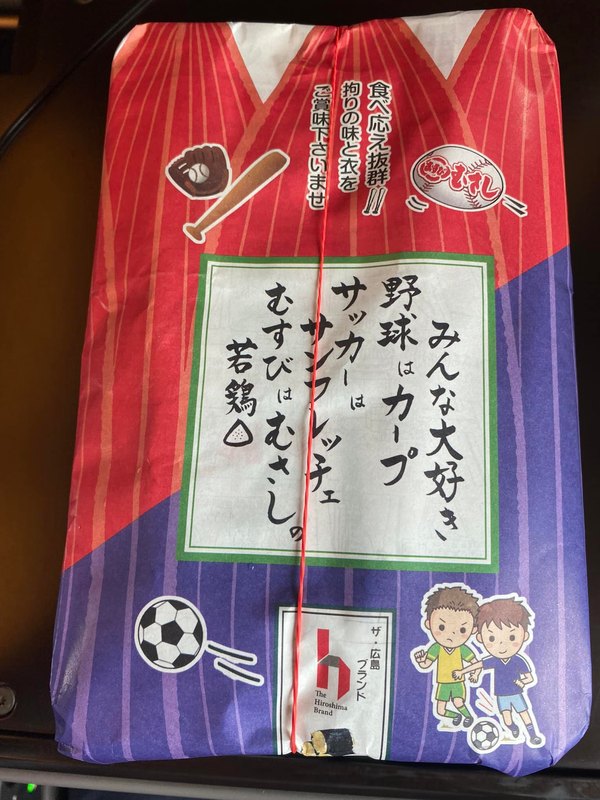 食べ応え抜群!!
拘りの味と衣を
ご賞味下さいませ
むさし
みんな大好き
野球はカープ
サッカーは
サンフレッチェ
むすびはむさしの
若鶏
ザ・広島
ブランド
The
Hiroshima
Brand